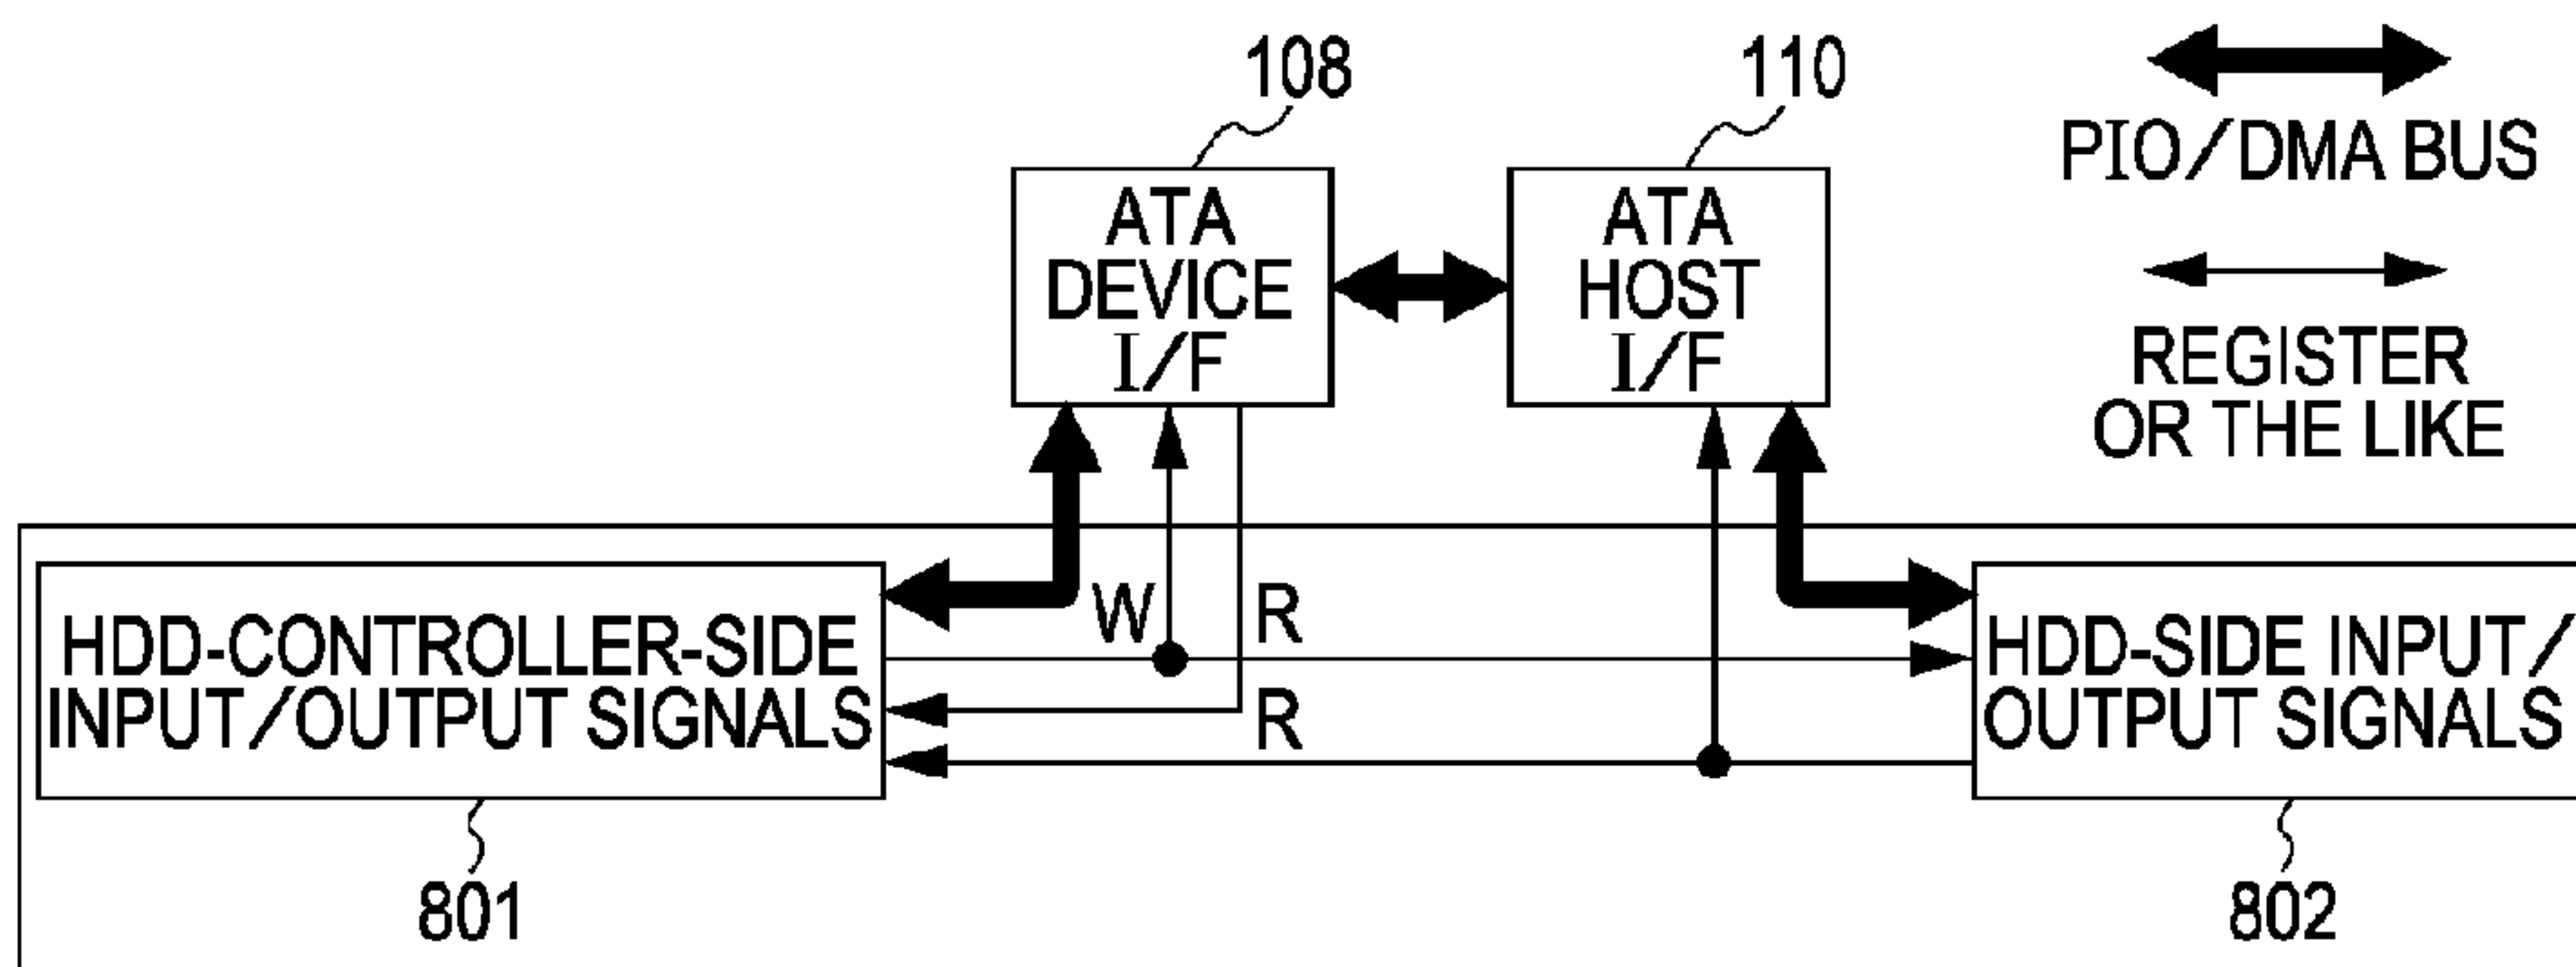 108
110
PIO/DMA BUS
ATA
DEVICE
I/F
ATA
HOST
I/F
REGISTER
OR THE LIKE
W
R
HDD-CONTROLLER-SIDE
INPUT/OUTPUT SIGNALS
R
HDD-SIDE INPUT/
OUTPUT SIGNALS
801
802